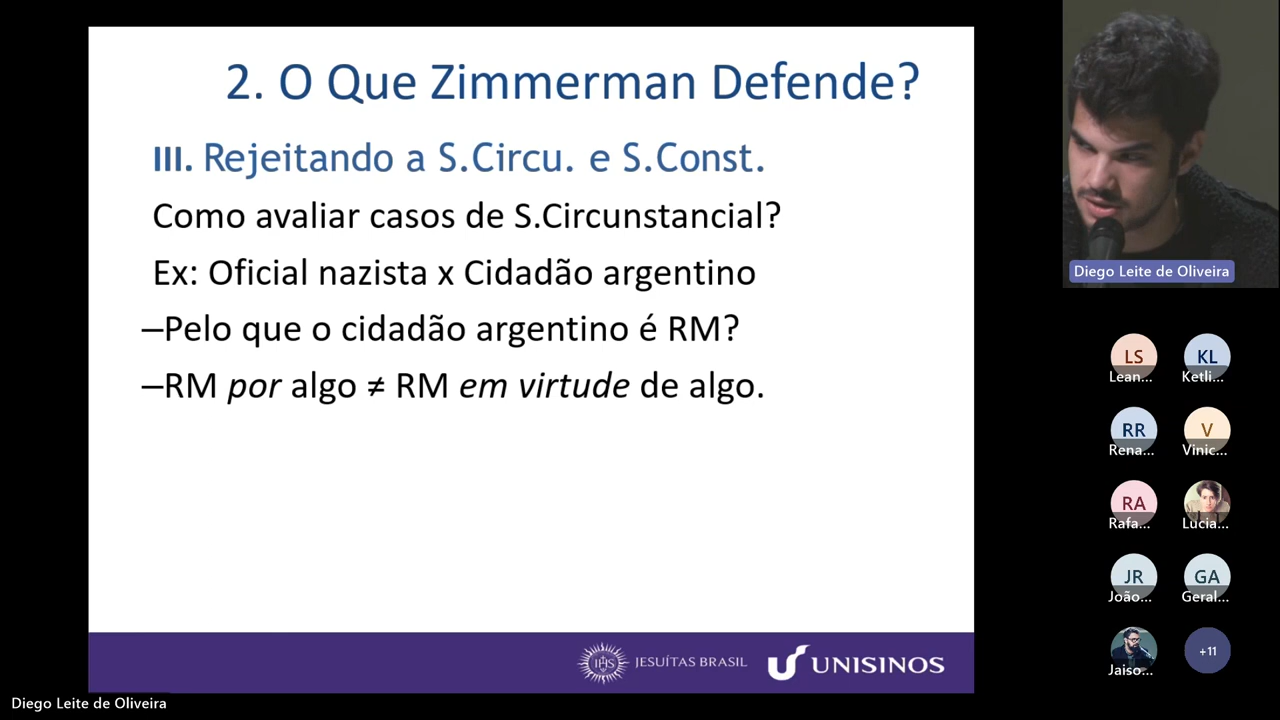 2. O Que Zimmerman Defende?
III. Rejeitando a S.Circu. e S.Const.
Como avaliar casos de S.Circunstancial?
Ex: Oficial nazista x Cidadão argentino
–Pelo que o cidadão argentino é RM?
–RM por algo ≠ RM em virtude de algo.
IHS JESUÍTAS BRASIL UNISINOS
Diego Leite de Oliveira
LS KL
Lean... Ketli...
RR V
Rena... Vinic...
RA
Rafa... Lucia...
JR GA
João... Geral...
+11
Jaiso...
Diego Leite de Oliveira